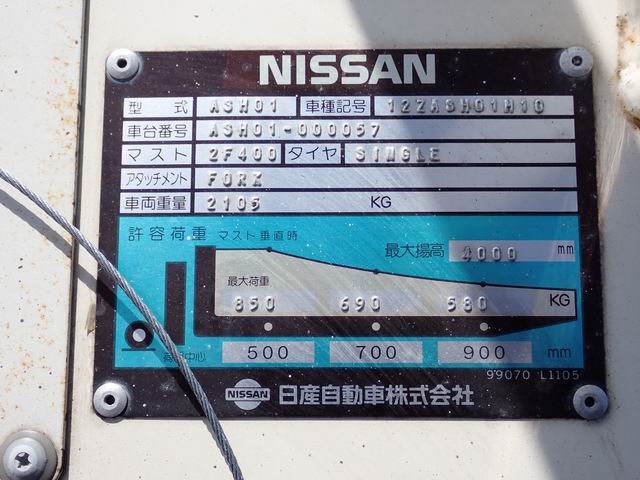 NISSAN
型式 ASH01 車種記号 122ASH01H10
車台番号 ASH01-000057
マスト 2F400 タイヤ SINGLE
アタッチメント FORK
車両重量 2105 KG
許容荷重 マスト垂直時
最大揚高 4000 mm
最大荷重
850 690 580 KG
中心 500 700 900 mm
99070 L1105
NISSAN 日産自動車株式会社